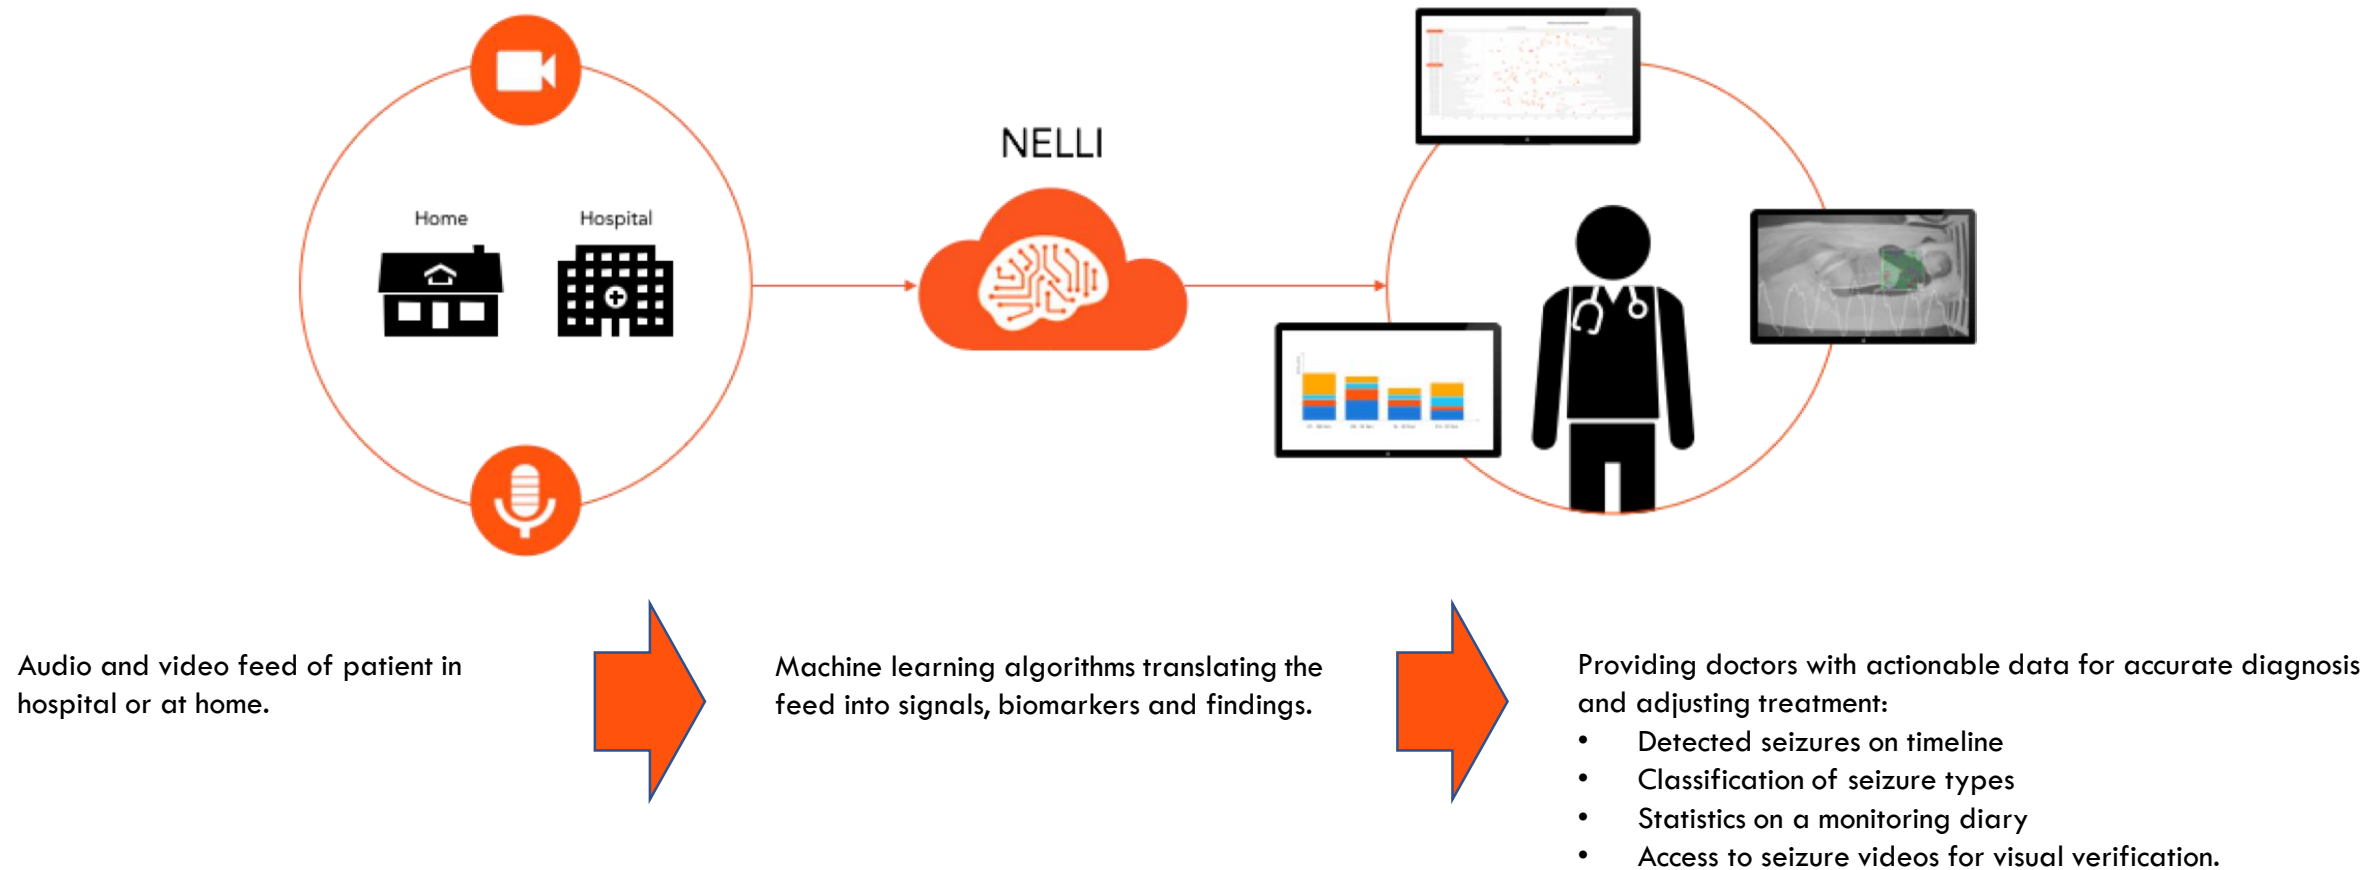 NELLI
Home
Hospital
Audio and video feed of patient in
hospital or at home.
Machine learning algorithms translating the
feed into signals, biomarkers and findings.
Providing doctors with actionable data for accurate diagnosis
and adjusting treatment:
• Detected seizures on timeline
• Classification of seizure types
• Statistics on a monitoring diary
• Access to seizure videos for visual verification.